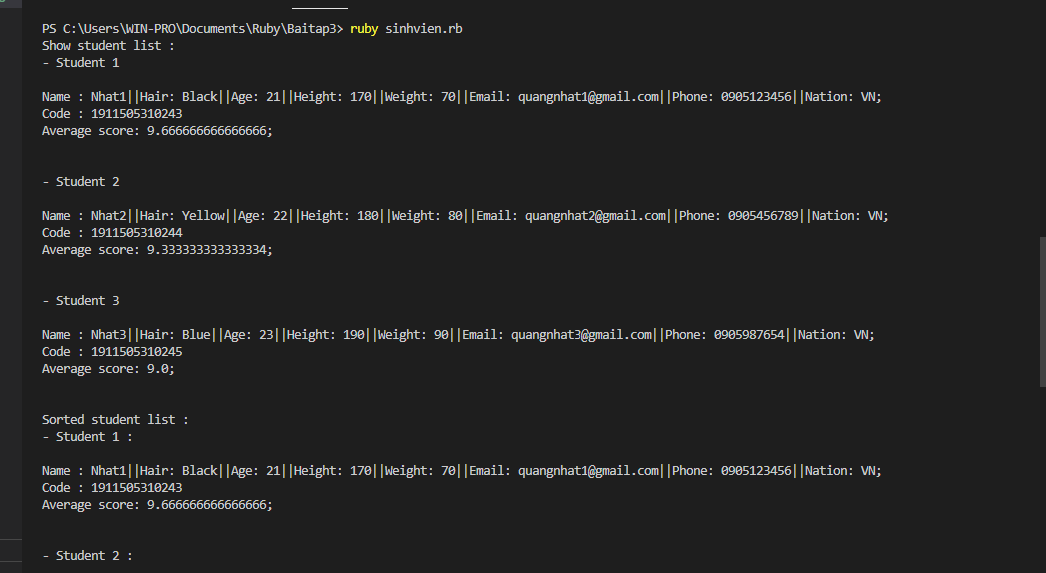 PS C:\Users\WIN-PRO\Documents\Ruby\Baitap3> ruby sinhvien.rb
Show student list :
- Student 1
Name : Nhat1||Hair: Black||Age: 21||Height: 170||Weight: 70||Email: quangnhat1@gmail.com||Phone: 0905123456||Nation: VN;
Code : 1911505310243
Average score: 9.666666666666666;
- Student 2
Name : Nhat2||Hair: Yellow||Age: 22||Height: 180||Weight: 80||Email: quangnhat2@gmail.com||Phone: 0905456789||Nation: VN;
Code : 1911505310244
Average score: 9.333333333333334;
- Student 3
Name : Nhat3||Hair: Blue||Age: 23||Height: 190||Weight: 90||Email: quangnhat3@gmail.com||Phone: 0905987654||Nation: VN;
Code : 1911505310245
Average score: 9.0;
Sorted student list :
- Student 1 :
Name : Nhat1||Hair: Black||Age: 21||Height: 170||Weight: 70||Email: quangnhat1@gmail.com||Phone: 0905123456||Nation: VN;
Code : 1911505310243
Average score: 9.666666666666666;
- Student 2 :